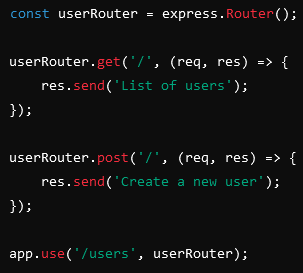 const userRouter = express.Router();

userRouter.get('/', (req, res) => {
    res.send('List of users');
});

userRouter.post('/', (req, res) => {
    res.send('Create a new user');
});

app.use('/users', userRouter);